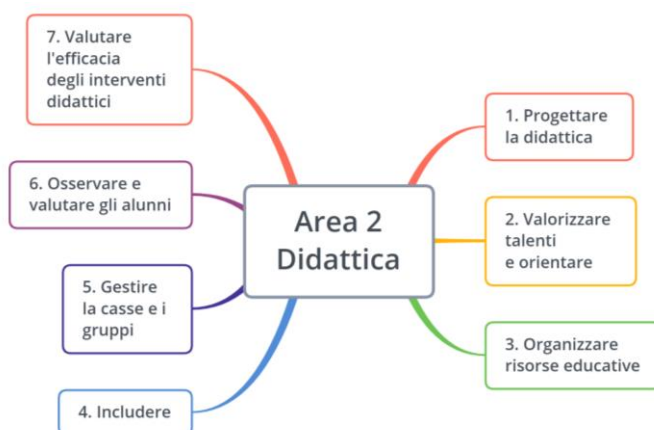 Area 2
Didattica
1. Progettare
la didattica
2. Valorizzare
talenti
e orientare
3. Organizzare
risorse educative
4. Includere
5. Gestire
la casse e i
gruppi
6. Osservare e
valutare gli alunni
7. Valutare
l'efficacia
degli interventi
didattici